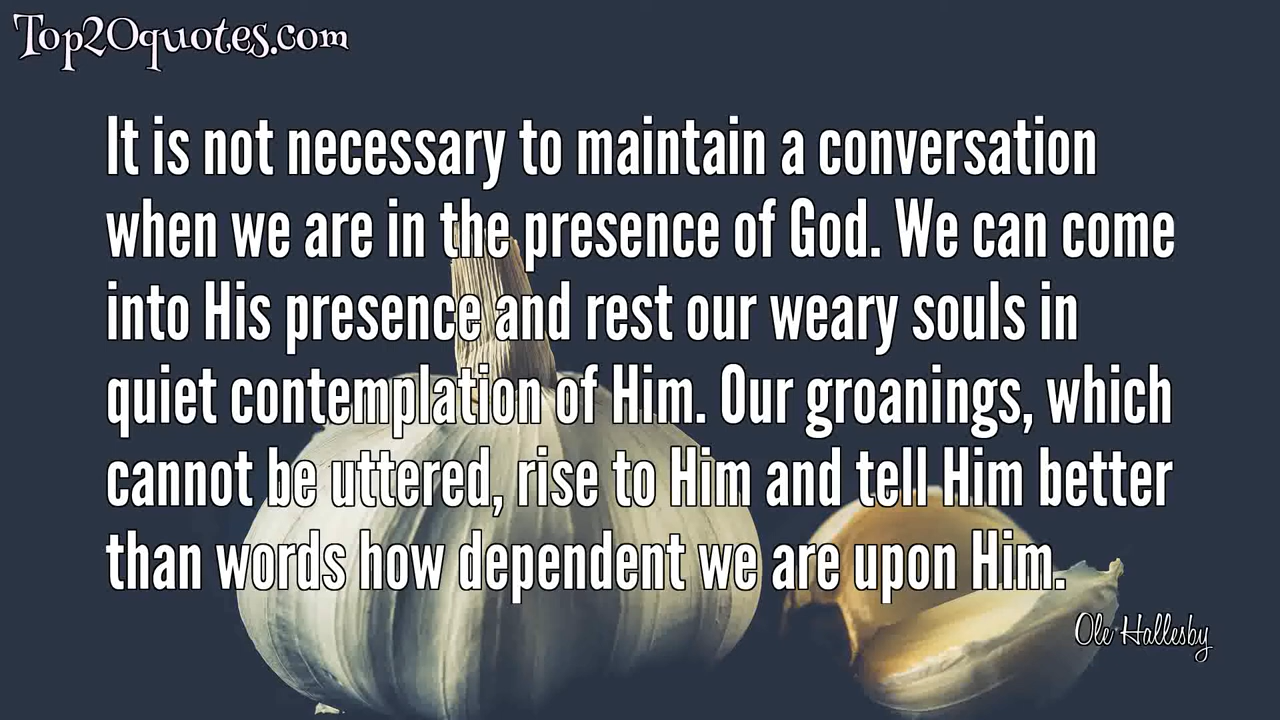 Top20quotes.com
It is not necessary to maintain a conversation
when we are in the presence of God. We can come
into His presence and rest our weary souls in
quiet contemplation of Him. Our groanings, which
cannot be uttered, rise to Him and tell Him better
than words how dependent we are upon Him.
Ole Hallesby